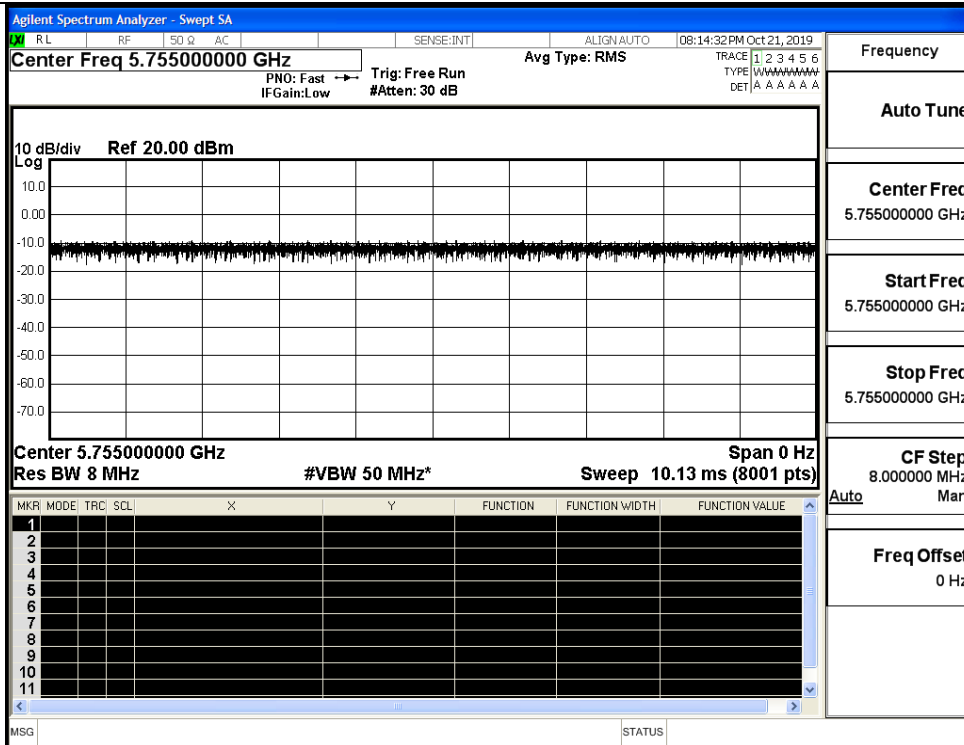 Agilent Spectrum Analyzer - Swept SA
LXI RL RF 50 Ω AC SENSE:INT ALIGN AUTO 08:14:32 PM Oct 21, 2019
Center Freq 5.755000000 GHz
PNO: Fast
IFGain:Low
Trig: Free Run
#Atten: 30 dB
Avg Type: RMS
TRACE 1 2 3 4 5 6
TYPE WWWWWW
DET A A A A A A
10 dB/div Ref 20.00 dBm
Log
10.0
0.00
-10.0
-20.0
-30.0
-40.0
-50.0
-60.0
-70.0
Center 5.755000000 GHz Span 0 Hz
Res BW 8 MHz #VBW 50 MHz* Sweep 10.13 ms (8001 pts)
MKR MODE TRC SCL X Y FUNCTION FUNCTION WIDTH FUNCTION VALUE
1
2
3
4
5
6
7
8
9
10
11
MSG STATUS
Frequency
Auto Tune
Center Freq
5.755000000 GHz
Start Freq
5.755000000 GHz
Stop Freq
5.755000000 GHz
CF Step
8.000000 MHz
Auto Man
Freq Offset
0 Hz